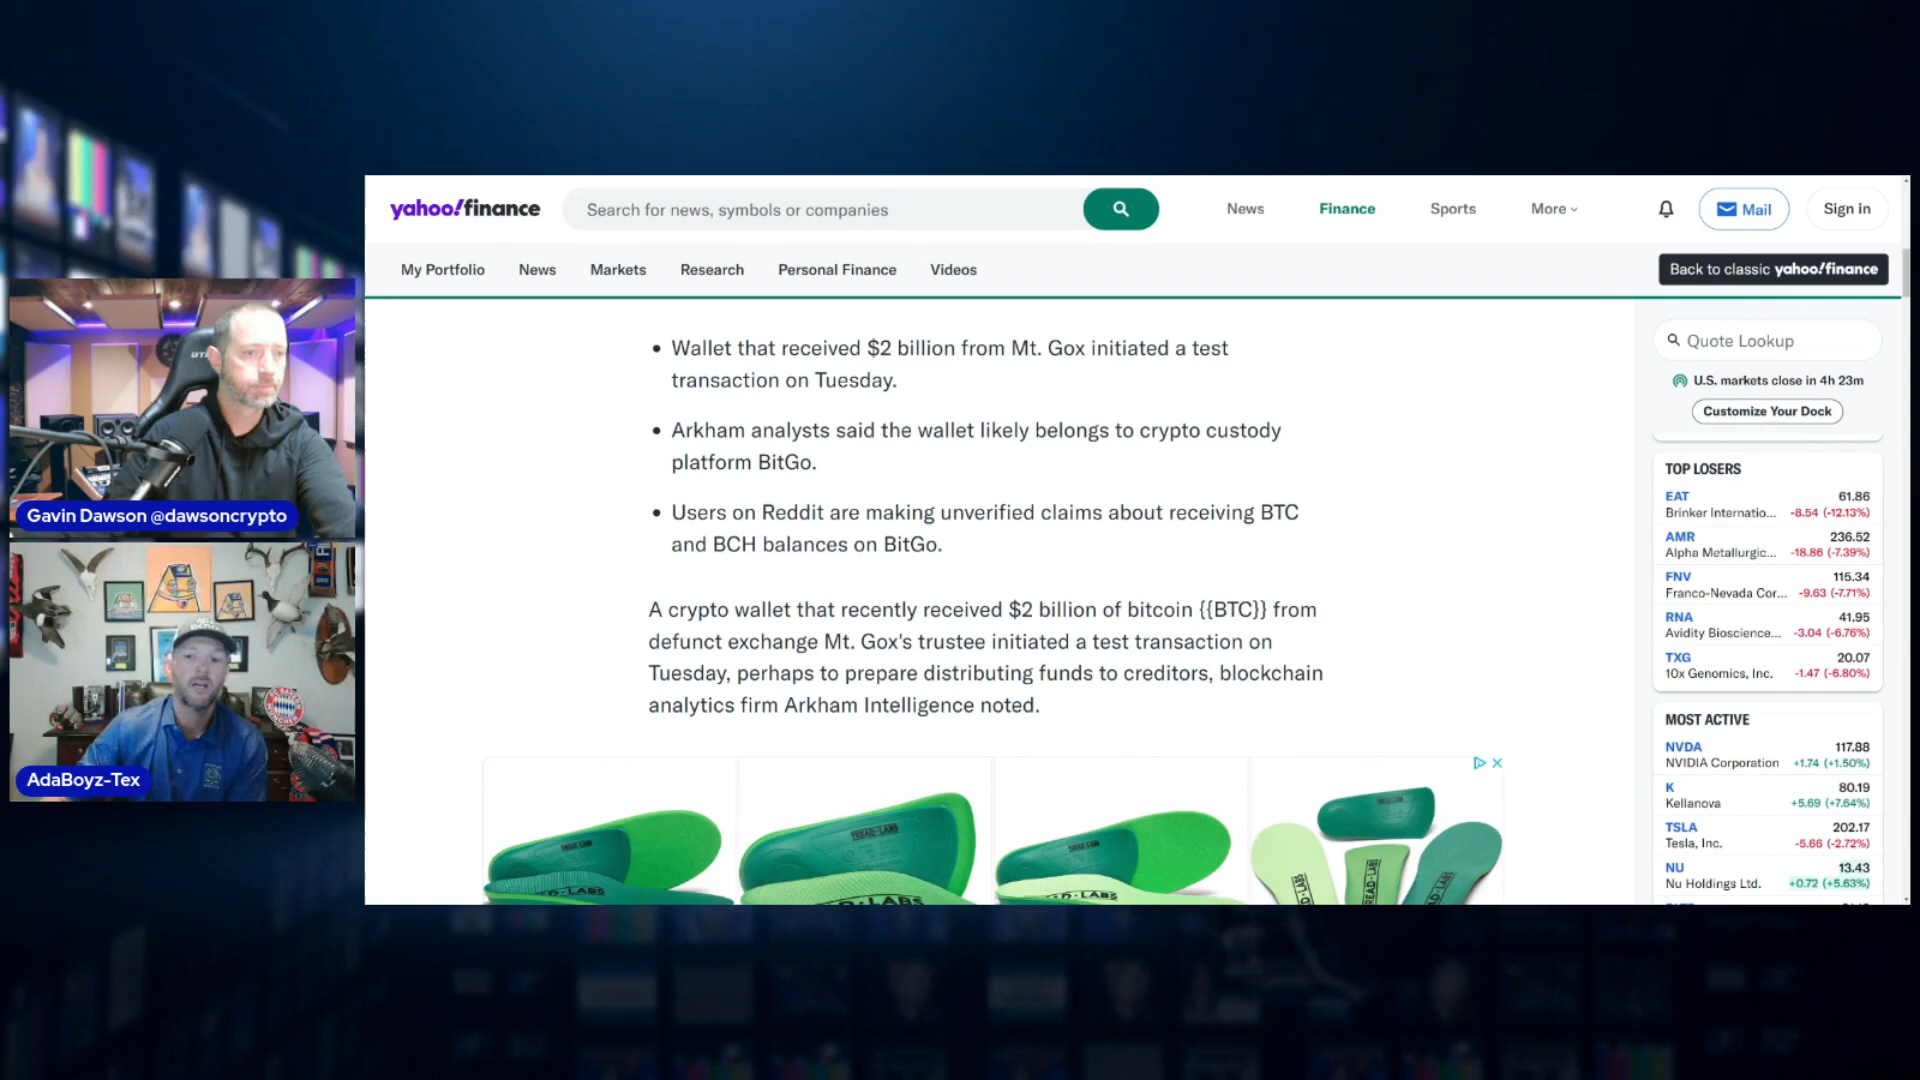 yahoo!finance
Search for news, symbols or companies
News
Finance
Sports
More
Mail
Sign in
My Portfolio
News
Markets
Research
Personal Finance
Videos
Back to classic yahoo!finance
• Wallet that received $2 billion from Mt. Gox initiated a test
transaction on Tuesday.
• Arkham analysts said the wallet likely belongs to crypto custody
platform BitGo.
• Users on Reddit are making unverified claims about receiving BTC
and BCH balances on BitGo.
A crypto wallet that recently received $2 billion of bitcoin {{BTC}} from
defunct exchange Mt. Gox's trustee initiated a test transaction on
Tuesday, perhaps to prepare distributing funds to creditors, blockchain
analytics firm Arkham Intelligence noted.
Quote Lookup
U.S. markets close in 4h 23m
Customize Your Dock
TOP LOSERS
EAT 61.86
Brinker Internatio... -8.54 (-12.13%)
AMR 236.52
Alpha Metallurgic... -18.86 (-7.39%)
FNV 115.34
Franco-Nevada Cor... -9.63 (-7.71%)
RNA 41.95
Avidity Bioscience... -3.04 (-6.76%)
TXG 20.07
10x Genomics, Inc. -1.47 (-6.80%)
MOST ACTIVE
NVDA 117.88
NVIDIA Corporation +1.74 (+1.50%)
K 80.19
Kellanova +5.69 (+7.64%)
TSLA 202.17
Tesla, Inc. -5.66 (-2.72%)
NU 13.43
Nu Holdings Ltd. +0.72 (+5.63%)
Gavin Dawson @dawsoncrypto
AdaBoyz-Tex